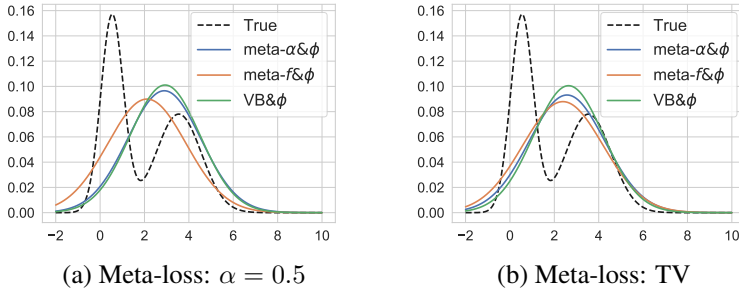 0.16
0.14
0.12
0.10
0.08
0.06
0.04
0.02
0.00
−2 0 2 4 6 8 10
True
meta-α&ϕ
meta-f&ϕ
VB&ϕ
(a) Meta-loss: α = 0.5
0.16
0.14
0.12
0.10
0.08
0.06
0.04
0.02
0.00
−2 0 2 4 6 8 10
True
meta-α&ϕ
meta-f&ϕ
VB&ϕ
(b) Meta-loss: TV